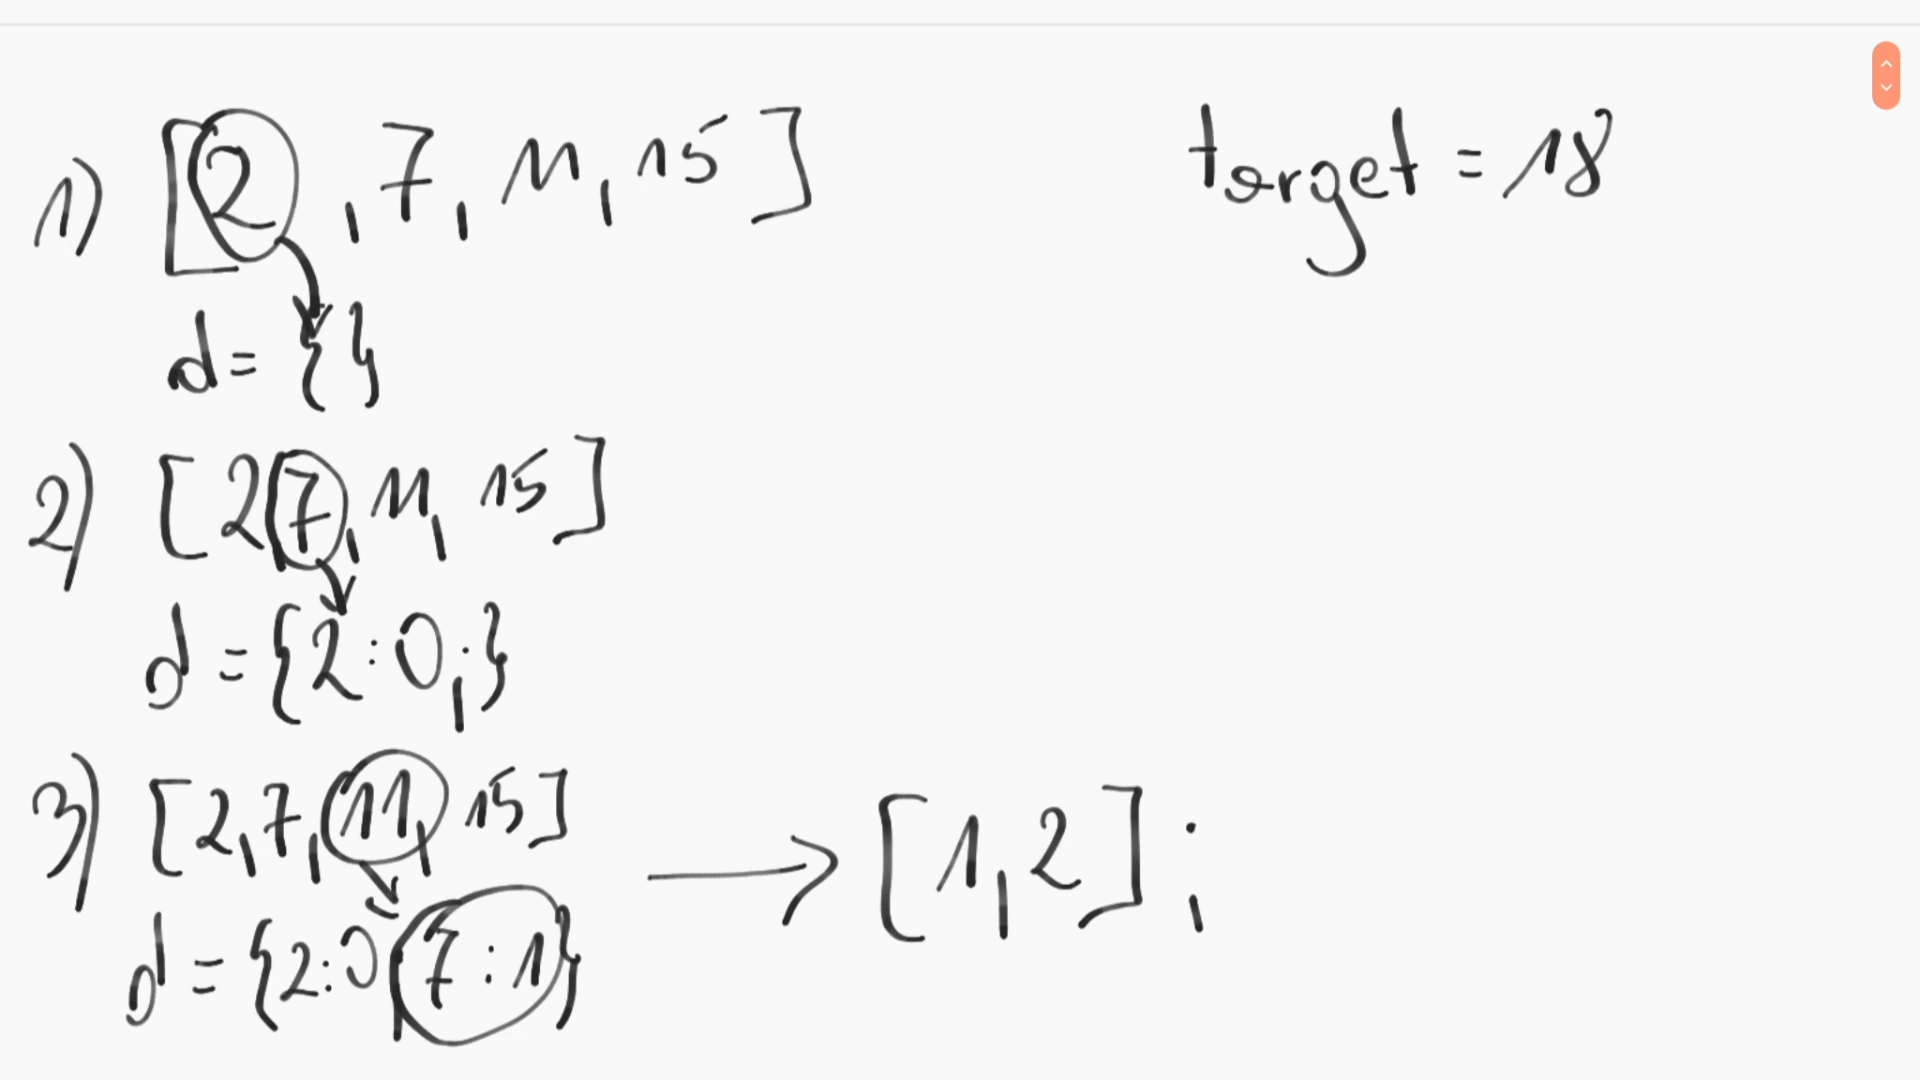 1) [2, 7, 11, 15] target = 18
d = {}
2) [2, 7, 11, 15]
d = {2:0, }
3) [2, 7, 11, 15]
d = {2:0, 7:1} → [1, 2] ;